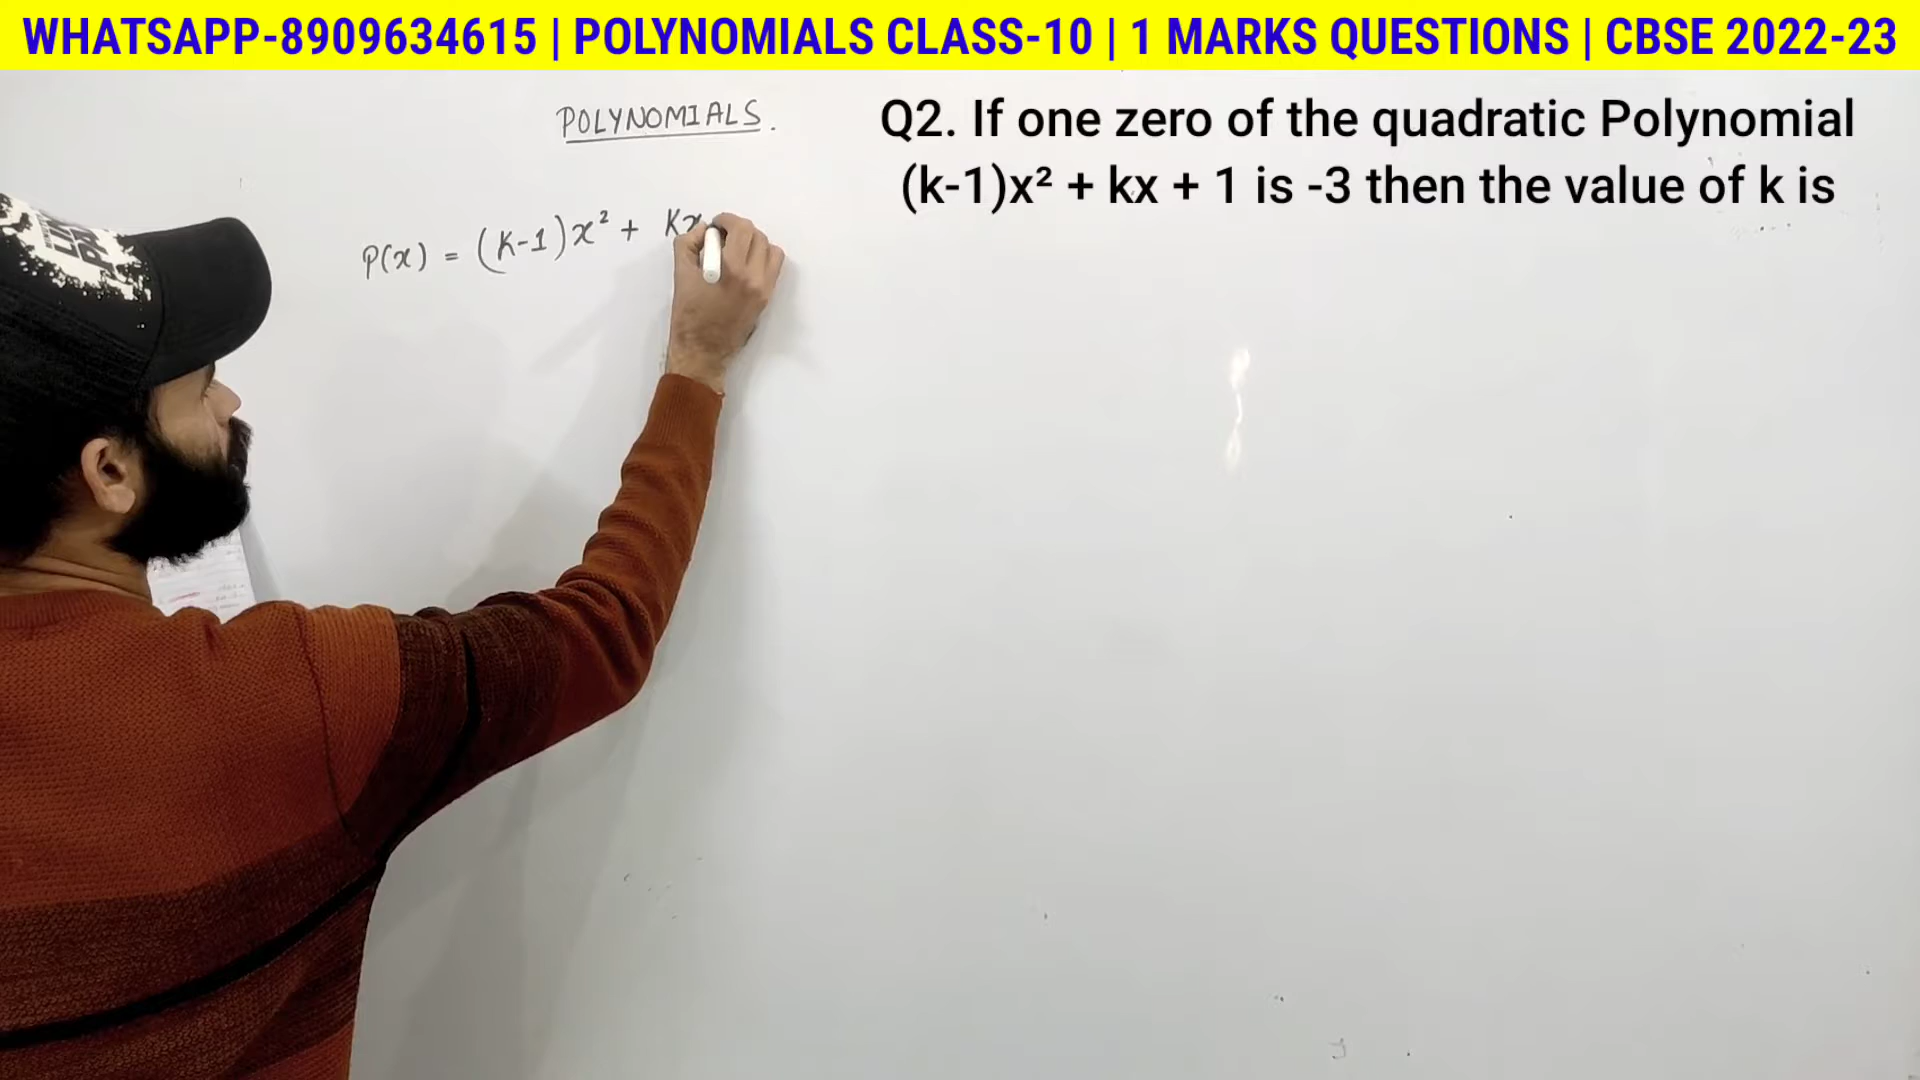 WHATSAPP-8909634615 | POLYNOMIALS CLASS-10 | 1 MARKS QUESTIONS | CBSE 2022-23
POLYNOMIALS.
Q2. If one zero of the quadratic Polynomial
(k-1)x² + kx + 1 is -3 then the value of k is
P(x) = (K-1)x² + Kx